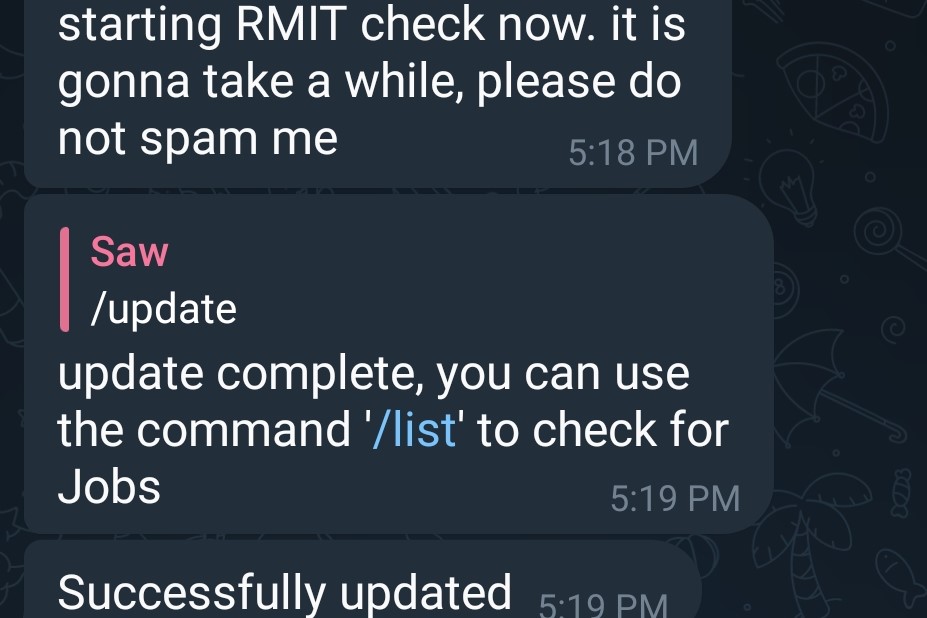 starting RMIT check now. it is
gonna take a while, please do
not spam me
5:18 PM
Saw
/update
update complete, you can use
the command '/list' to check for
Jobs
5:19 PM
Successfully updated
5:19 PM